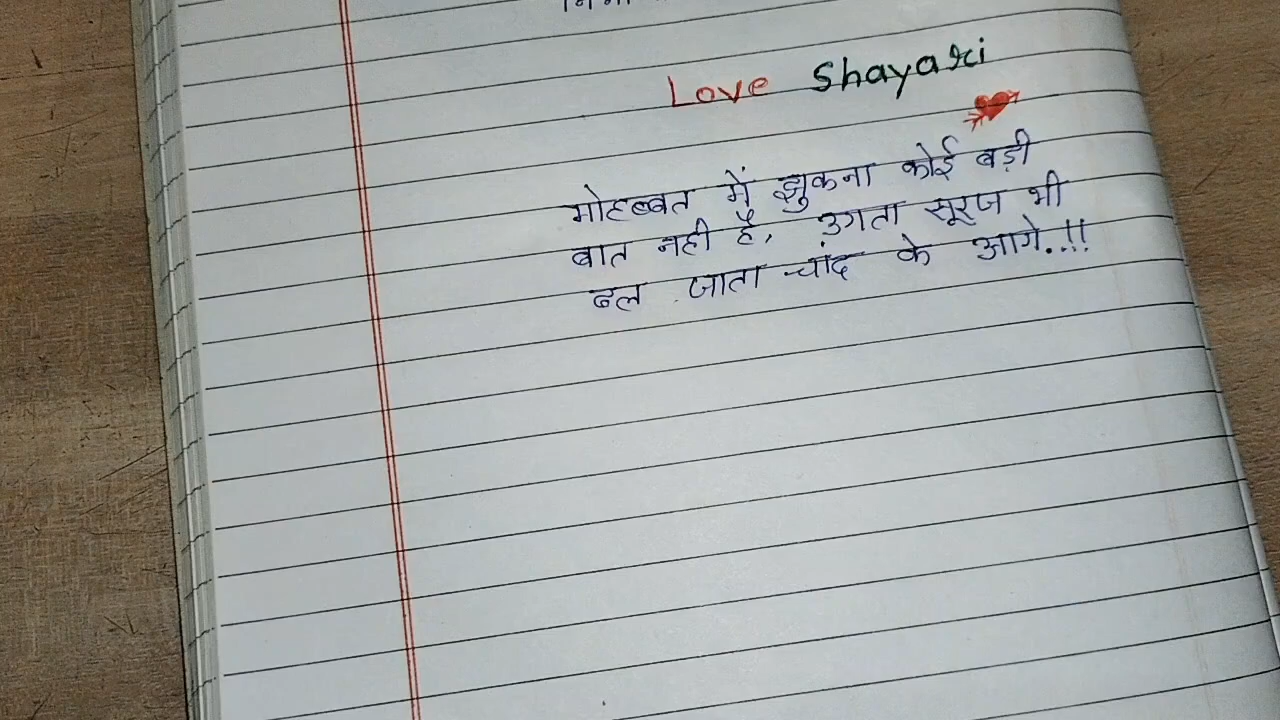 Love Shayari
मोहब्बत में झुकना कोई बड़ी
बात नही है, उगता सूरज भी
ढल जाता चांद के आगे..!!